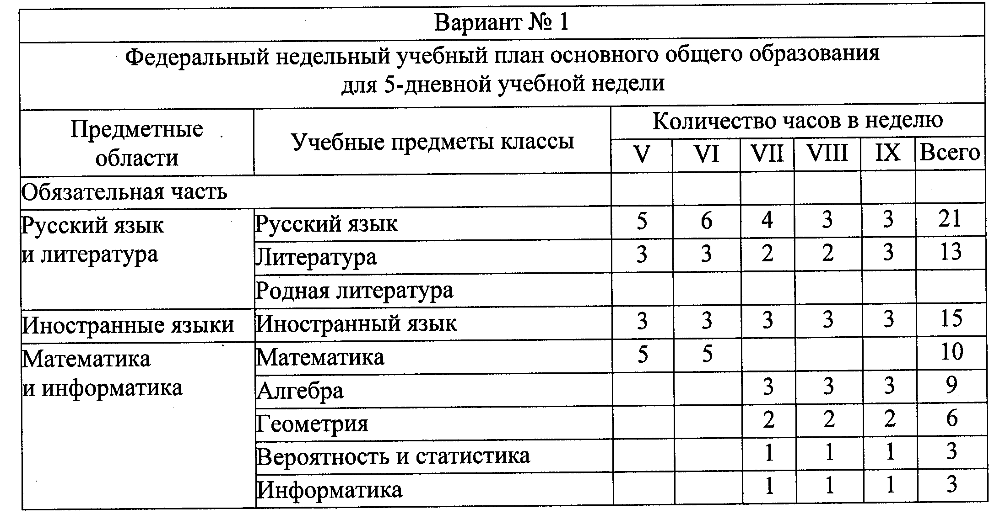 Вариант № 1
Федеральный недельный учебный план основного общего образования
для 5-дневной учебной недели
Предметные области
Учебные предметы классы
Количество часов в неделю
V VI VII VIII IX Всего
Обязательная часть
Русский язык и литература
Русский язык 5 6 4 3 3 21
Литература 3 3 2 2 3 13
Родная литература
Иностранные языки Иностранный язык 3 3 3 3 3 15
Математика и информатика
Математика 5 5 10
Алгебра 3 3 3 9
Геометрия 2 2 2 6
Вероятность и статистика 1 1 1 3
Информатика 1 1 1 3